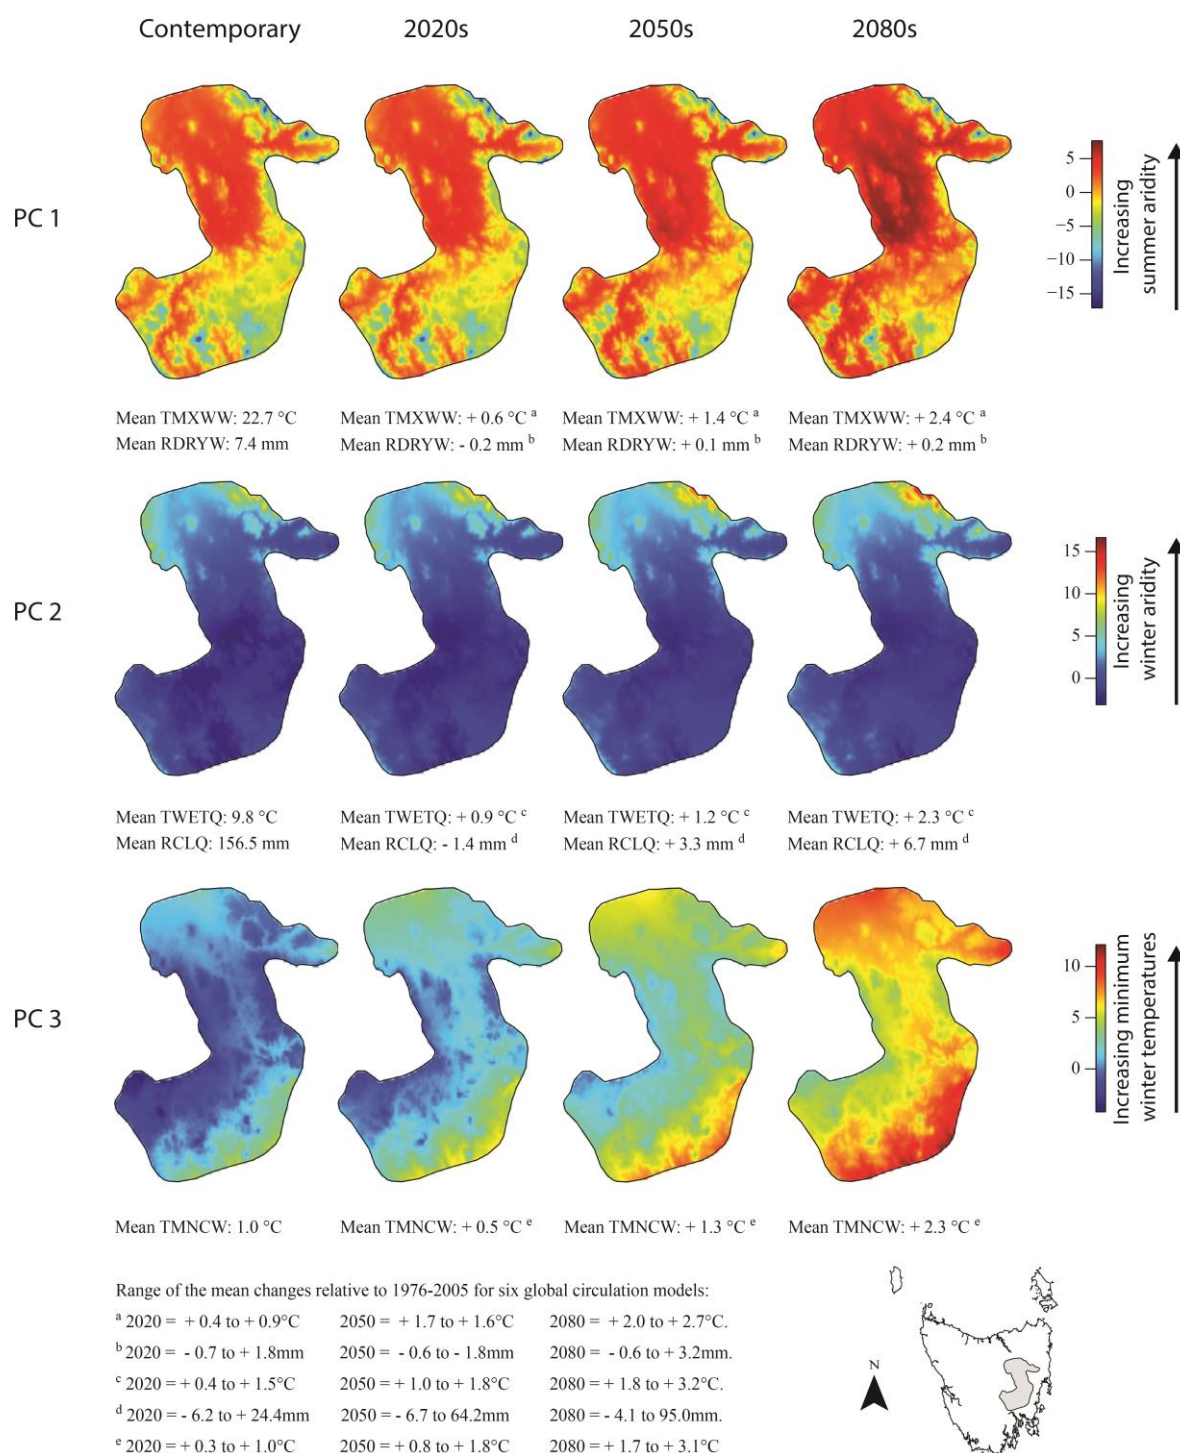 Contemporary 2020s 2050s 2080s
PC 1
5
0
−5
−10
−15
Increasing
summer aridity
Mean TMXWW: 22.7 °C Mean TMXWW: + 0.6 °C a Mean TMXWW: + 1.4 °C a Mean TMXWW: + 2.4 °C a
Mean RDRYW: 7.4 mm Mean RDRYW: - 0.2 mm b Mean RDRYW: + 0.1 mm b Mean RDRYW: + 0.2 mm b
PC 2
15
10
5
0
Increasing
winter aridity
Mean TWETQ: 9.8 °C Mean TWETQ: + 0.9 °C c Mean TWETQ: + 1.2 °C c Mean TWETQ: + 2.3 °C c
Mean RCLQ: 156.5 mm Mean RCLQ: - 1.4 mm d Mean RCLQ: + 3.3 mm d Mean RCLQ: + 6.7 mm d
PC 3
10
5
0
Increasing minimum
winter temperatures
Mean TMNCW: 1.0 °C Mean TMNCW: + 0.5 °C e Mean TMNCW: + 1.3 °C e Mean TMNCW: + 2.3 °C e
Range of the mean changes relative to 1976-2005 for six global circulation models:
a 2020 = + 0.4 to + 0.9°C 2050 = + 1.7 to + 1.6°C 2080 = + 2.0 to + 2.7°C.
b 2020 = - 0.7 to + 1.8mm 2050 = - 0.6 to - 1.8mm 2080 = - 0.6 to + 3.2mm.
c 2020 = + 0.4 to + 1.5°C 2050 = + 1.0 to + 1.8°C 2080 = + 1.8 to + 3.2°C.
d 2020 = - 6.2 to + 24.4mm 2050 = - 6.7 to 64.2mm 2080 = - 4.1 to 95.0mm.
e 2020 = + 0.3 to + 1.0°C 2050 = + 0.8 to + 1.8°C 2080 = + 1.7 to + 3.1°C
N